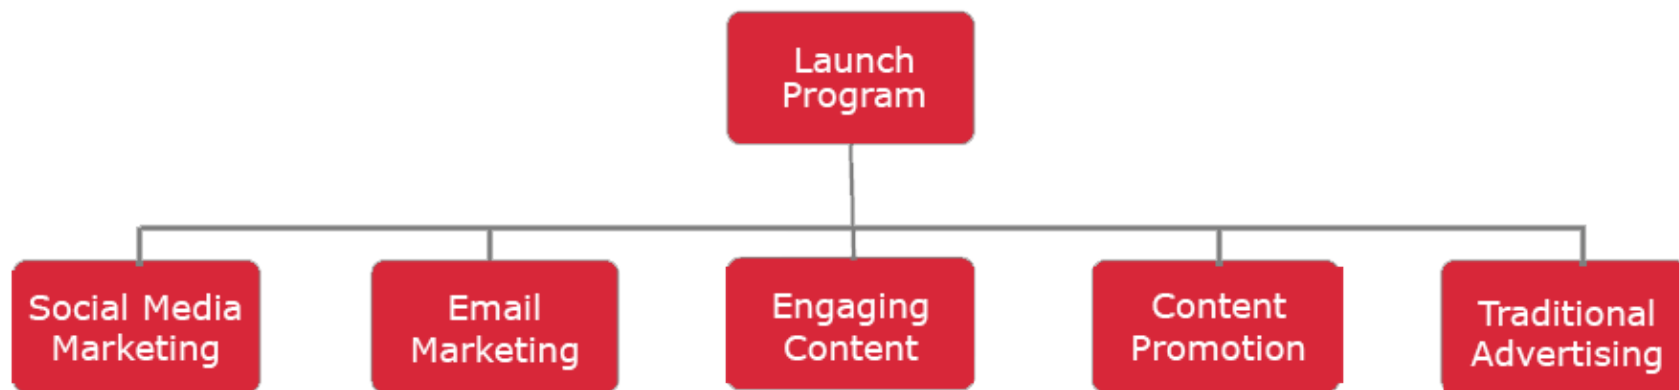 Launch
Program
Social Media
Marketing
Email
Marketing
Engaging
Content
Content
Promotion
Traditional
Advertising